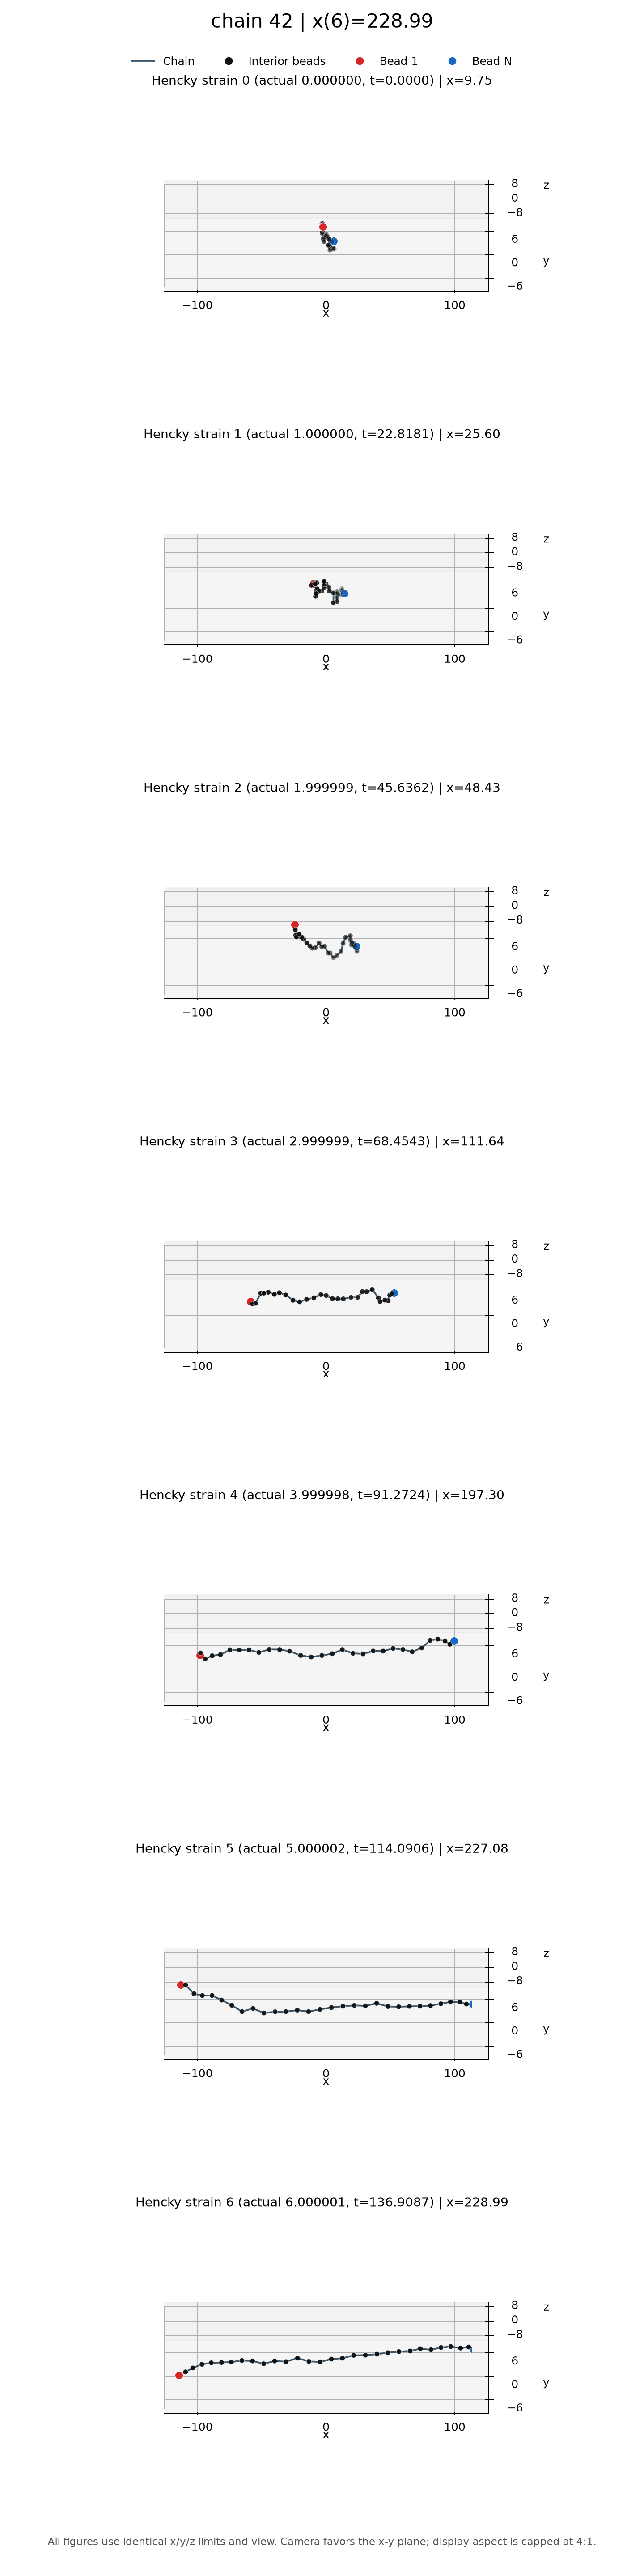 chain 42 | x(6)=228.99
Chain Interior beads Bead 1 Bead N
Hencky strain 0 (actual 0.000000, t=0.0000) | x=9.75
8 z
0
−8
6
0 y
−6
−100 0 100
x
Hencky strain 1 (actual 1.000000, t=22.8181) | x=25.60
8 z
0
−8
6
0 y
−6
−100 0 100
x
Hencky strain 2 (actual 1.999999, t=45.6362) | x=48.43
8 z
0
−8
6
0 y
−6
−100 0 100
x
Hencky strain 3 (actual 2.999999, t=68.4543) | x=111.64
8 z
0
−8
6
0 y
−6
−100 0 100
x
Hencky strain 4 (actual 3.999998, t=91.2724) | x=197.30
8 z
0
−8
6
0 y
−6
−100 0 100
x
Hencky strain 5 (actual 5.000002, t=114.0906) | x=227.08
8 z
0
−8
6
0 y
−6
−100 0 100
x
Hencky strain 6 (actual 6.000001, t=136.9087) | x=228.99
8 z
0
−8
6
0 y
−6
−100 0 100
x
All figures use identical x/y/z limits and view. Camera favors the x-y plane; display aspect is capped at 4:1.